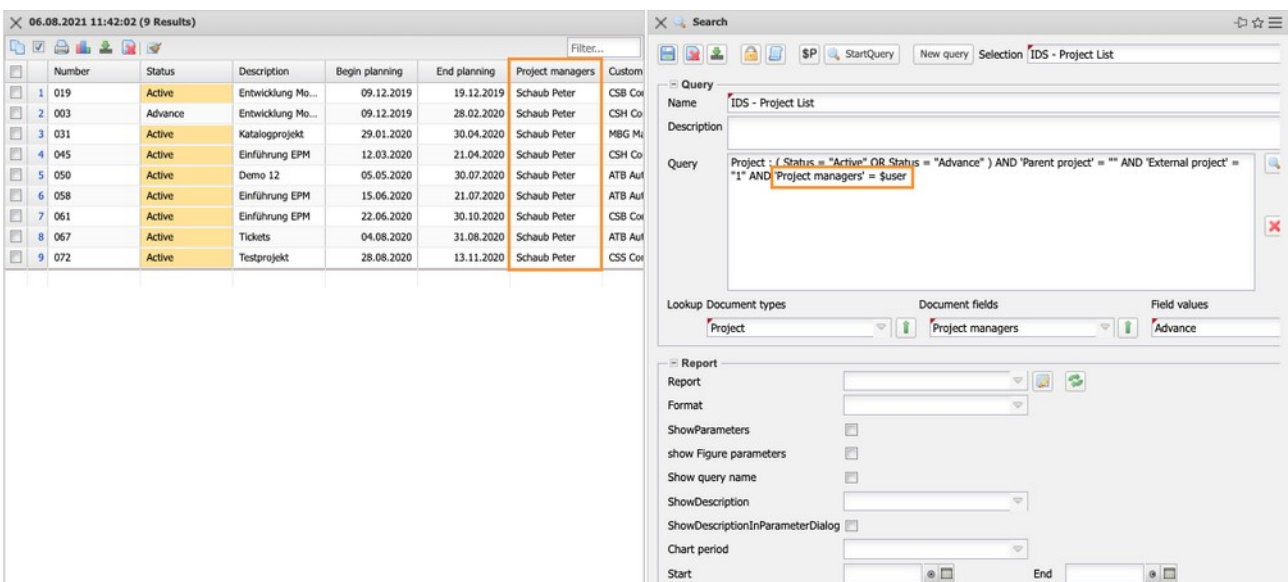 06.08.2021 11:42:02 (9 Results)
Filter...
Number Status Description Begin planning End planning Project managers Custom
1 019 Active Entwicklung Mo... 09.12.2019 19.12.2019 Schaub Peter CSB Co
2 003 Advance Entwicklung Mo... 09.12.2019 28.02.2020 Schaub Peter CSH Co
3 031 Active Katalogprojekt 29.01.2020 30.04.2020 Schaub Peter MBG Ma
4 045 Active Einführung EPM 12.03.2020 21.04.2020 Schaub Peter CSH Co
5 050 Active Demo 12 05.05.2020 30.07.2020 Schaub Peter ATB Aut
6 058 Active Einführung EPM 15.06.2020 21.07.2020 Schaub Peter ATB Aut
7 061 Active Einführung EPM 22.06.2020 30.10.2020 Schaub Peter CSB Co
8 067 Active Tickets 04.08.2020 31.08.2020 Schaub Peter ATB Aut
9 072 Active Testprojekt 28.08.2020 13.11.2020 Schaub Peter CSS Co
Search
$P StartQuery New query Selection IDS - Project List
Query
Name IDS - Project List
Description
Query Project : ( Status = "Active" OR Status = "Advance" ) AND 'Parent project' = "" AND 'External project' =
"1" AND 'Project managers' = $user
Lookup Document types Document fields Field values
Project Project managers Advance
Report
Report
Format
ShowParameters
show Figure parameters
Show query name
ShowDescription
ShowDescriptionInParameterDialog
Chart period
Start End